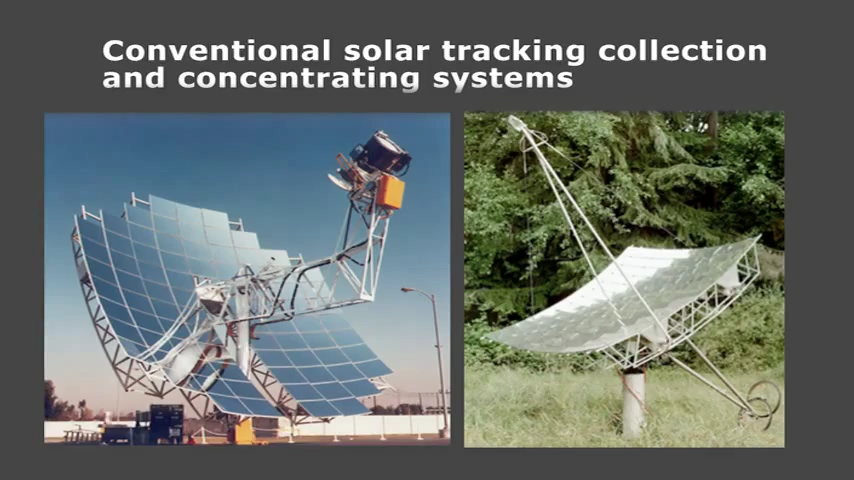 Conventional solar tracking collection
and concentrating systems